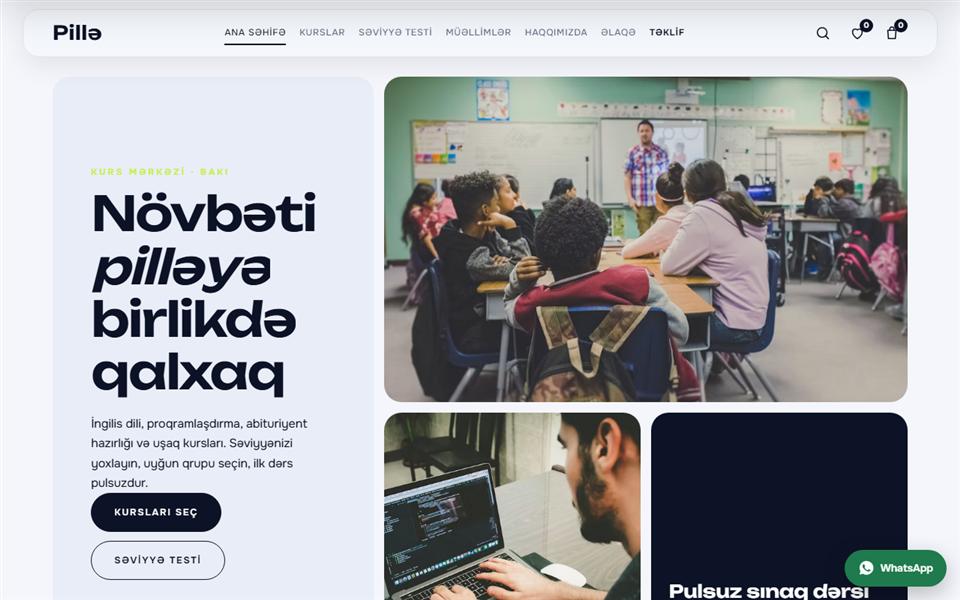 Pillə
ANA SƏHİFƏ KURSLAR SƏVİYYƏ TESTİ MÜƏLLİMLƏR HAQQIMIZDA ƏLAQƏ TƏKLİF
0 0
KURS MƏRKƏZİ · BAKI
Növbəti
pilləyə
birlikdə
qalxaq
İngilis dili, proqramlaşdırma, abituriyent
hazırlığı və uşaq kursları. Səviyyənizi
yoxlayın, uyğun qrupu seçin, ilk dərs
pulsuzdur.
KURSLARI SEÇ
SƏVİYYƏ TESTİ
Pulsuz sınaq dərsi
WhatsApp